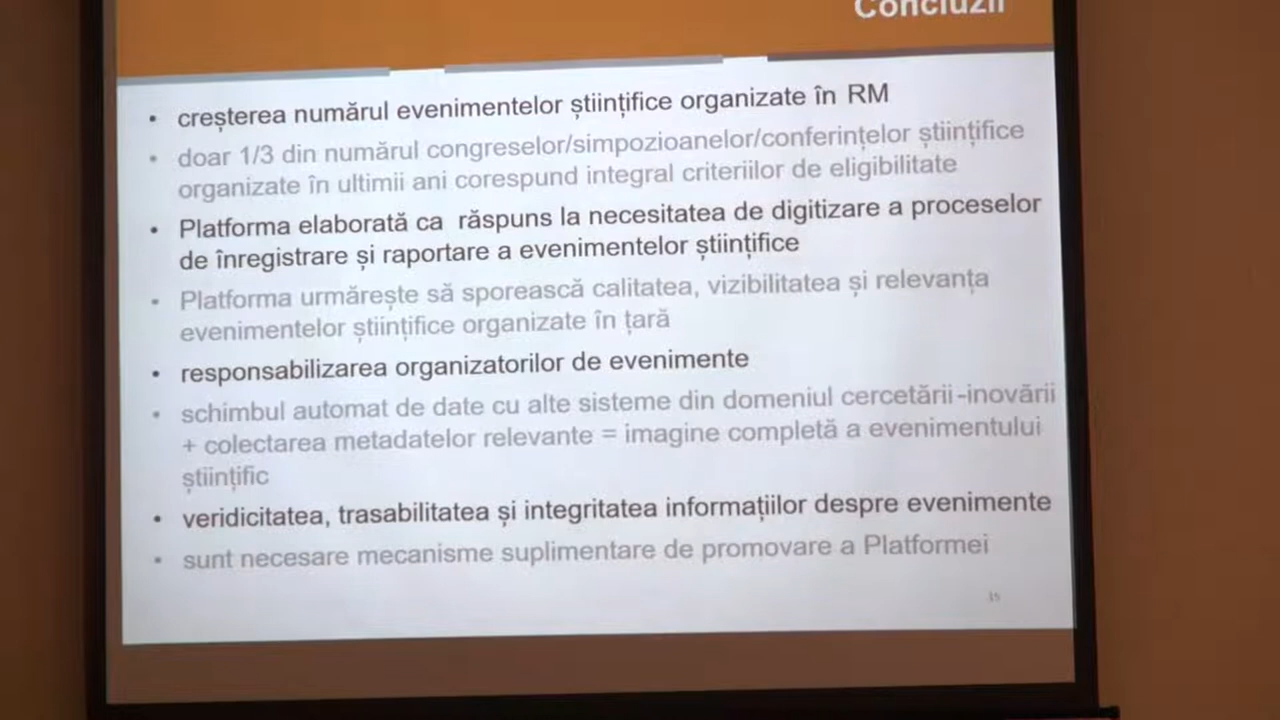 Concluzii
• creșterea numărul evenimentelor științifice organizate în RM
• doar 1/3 din numărul congreselor/simpozioanelor/conferințelor științifice
organizate în ultimii ani corespund integral criteriilor de eligibilitate
• Platforma elaborată ca răspuns la necesitatea de digitizare a proceselor
de înregistrare și raportare a evenimentelor științifice
• Platforma urmărește să sporească calitatea, vizibilitatea și relevanța
evenimentelor științifice organizate în țară
• responsabilizarea organizatorilor de evenimente
• schimbul automat de date cu alte sisteme din domeniul cercetării-inovării
+ colectarea metadatelor relevante = imagine completă a evenimentului
științific
• veridicitatea, trasabilitatea și integritatea informațiilor despre evenimente
• sunt necesare mecanisme suplimentare de promovare a Platformei
15